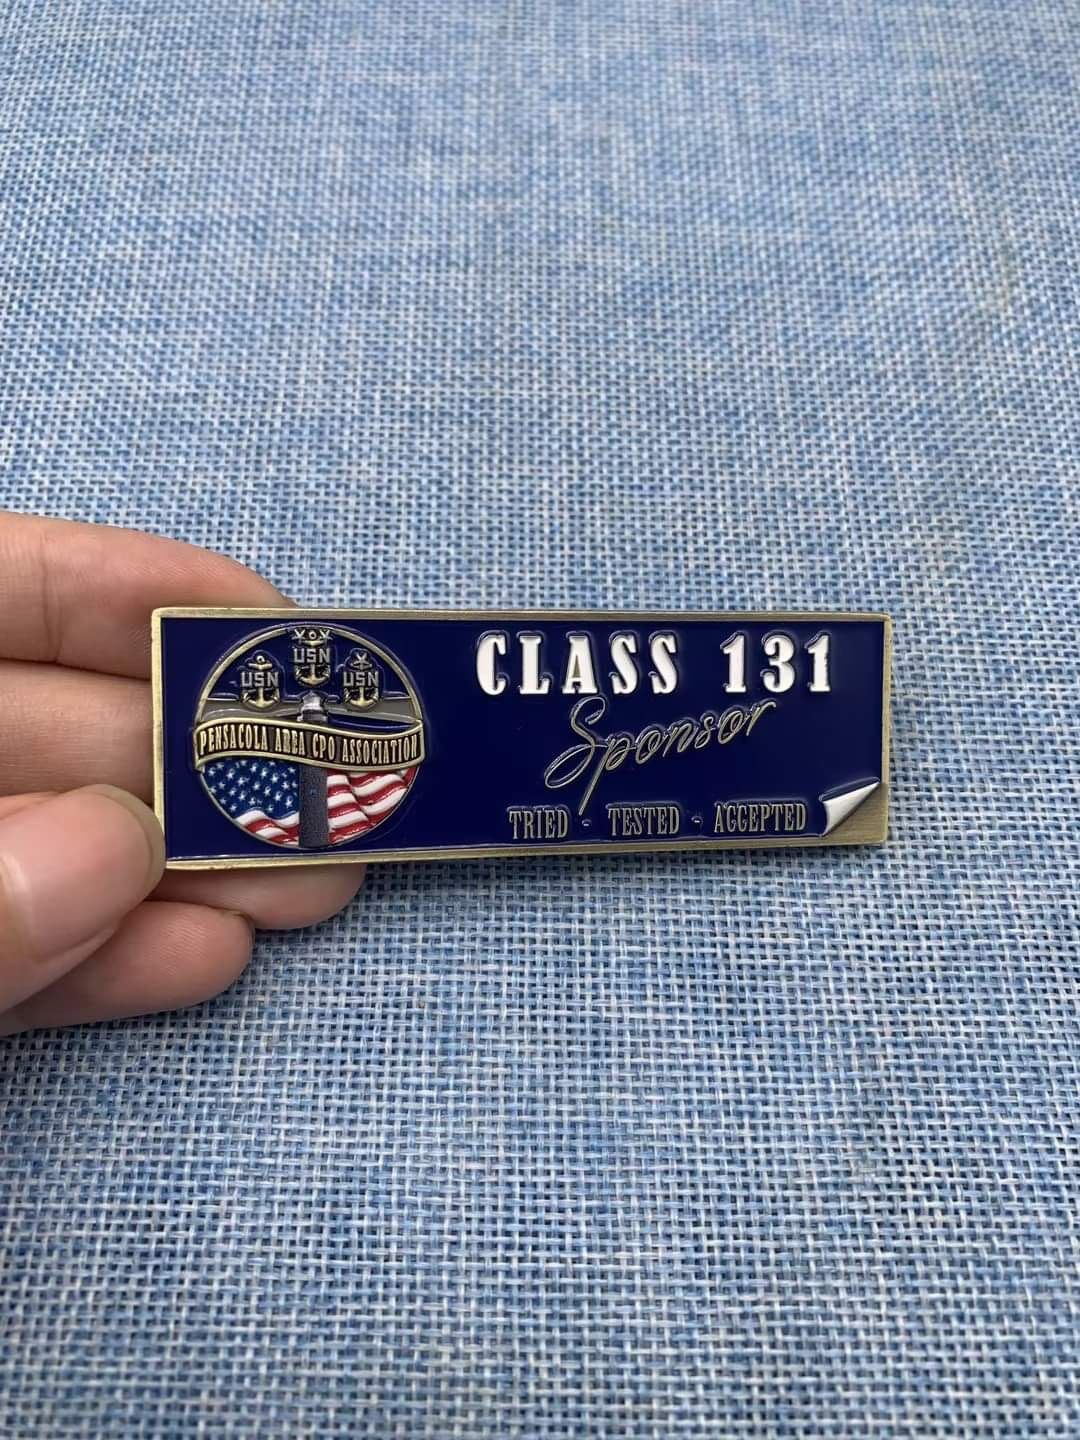 USN
USN
USN
PENSACOLA AREA CPO ASSOCIATION
CLASS 131
Sponsor
TRIED · TESTED · ACCEPTED